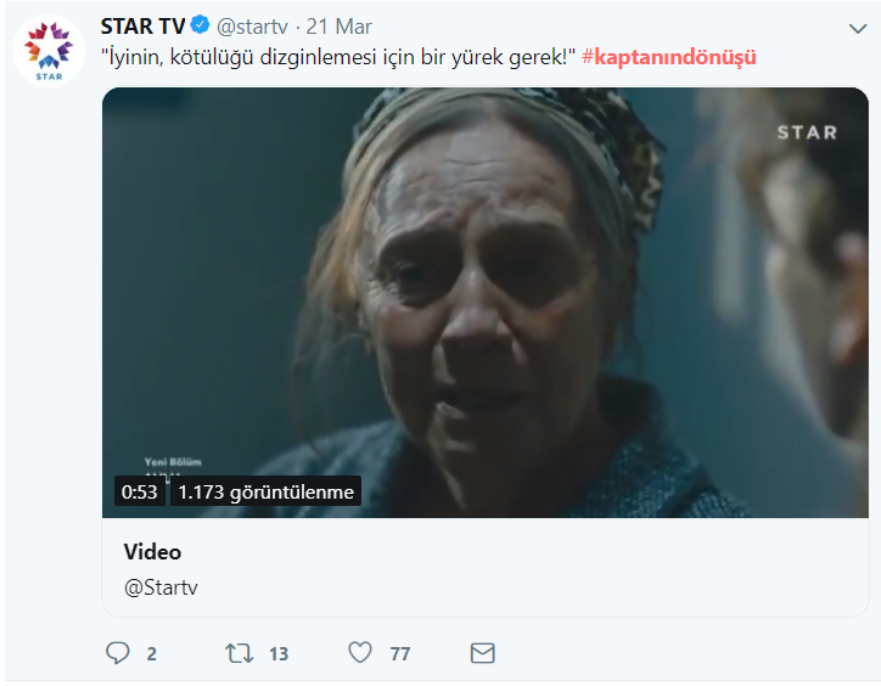 STAR TV @startv · 21 Mar
"İyinin, kötülüğü dizginlemesi için bir yürek gerek!" #kaptanındönüşü
STAR
STAR
Yeni Bölüm
0:53 1.173 görüntülenme
Video
@Startv
2 13 77